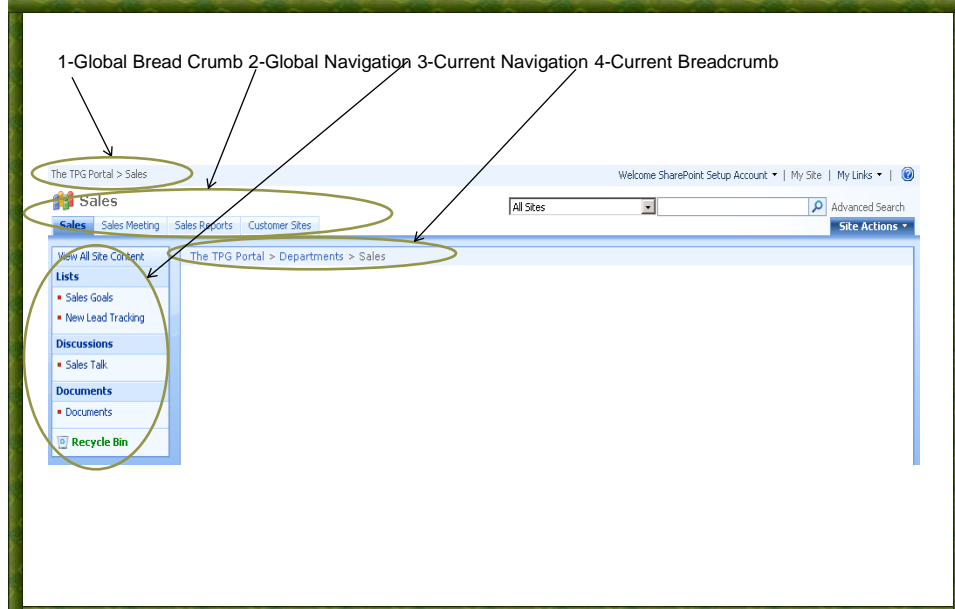 1-Global Bread Crumb 2-Global Navigation 3-Current Navigation 4-Current Breadcrumb
The TPG Portal > Sales
Welcome SharePoint Setup Account | My Site | My Links |
Sales
All Sites
Advanced Search
Sales Sales Meeting Sales Reports Customer Sites
Site Actions
View All Site Content
The TPG Portal > Departments > Sales
Lists
Sales Goals
New Lead Tracking
Discussions
Sales Talk
Documents
Documents
Recycle Bin